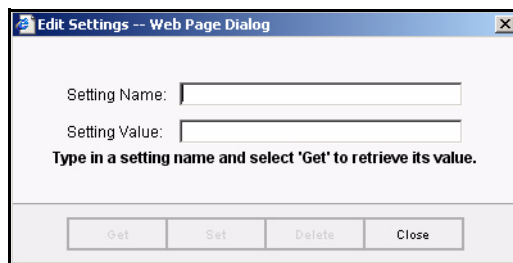 Edit Settings -- Web Page Dialog
Setting Name:
Setting Value:
Type in a setting name and select 'Get' to retrieve its value.
Get Set Delete Close